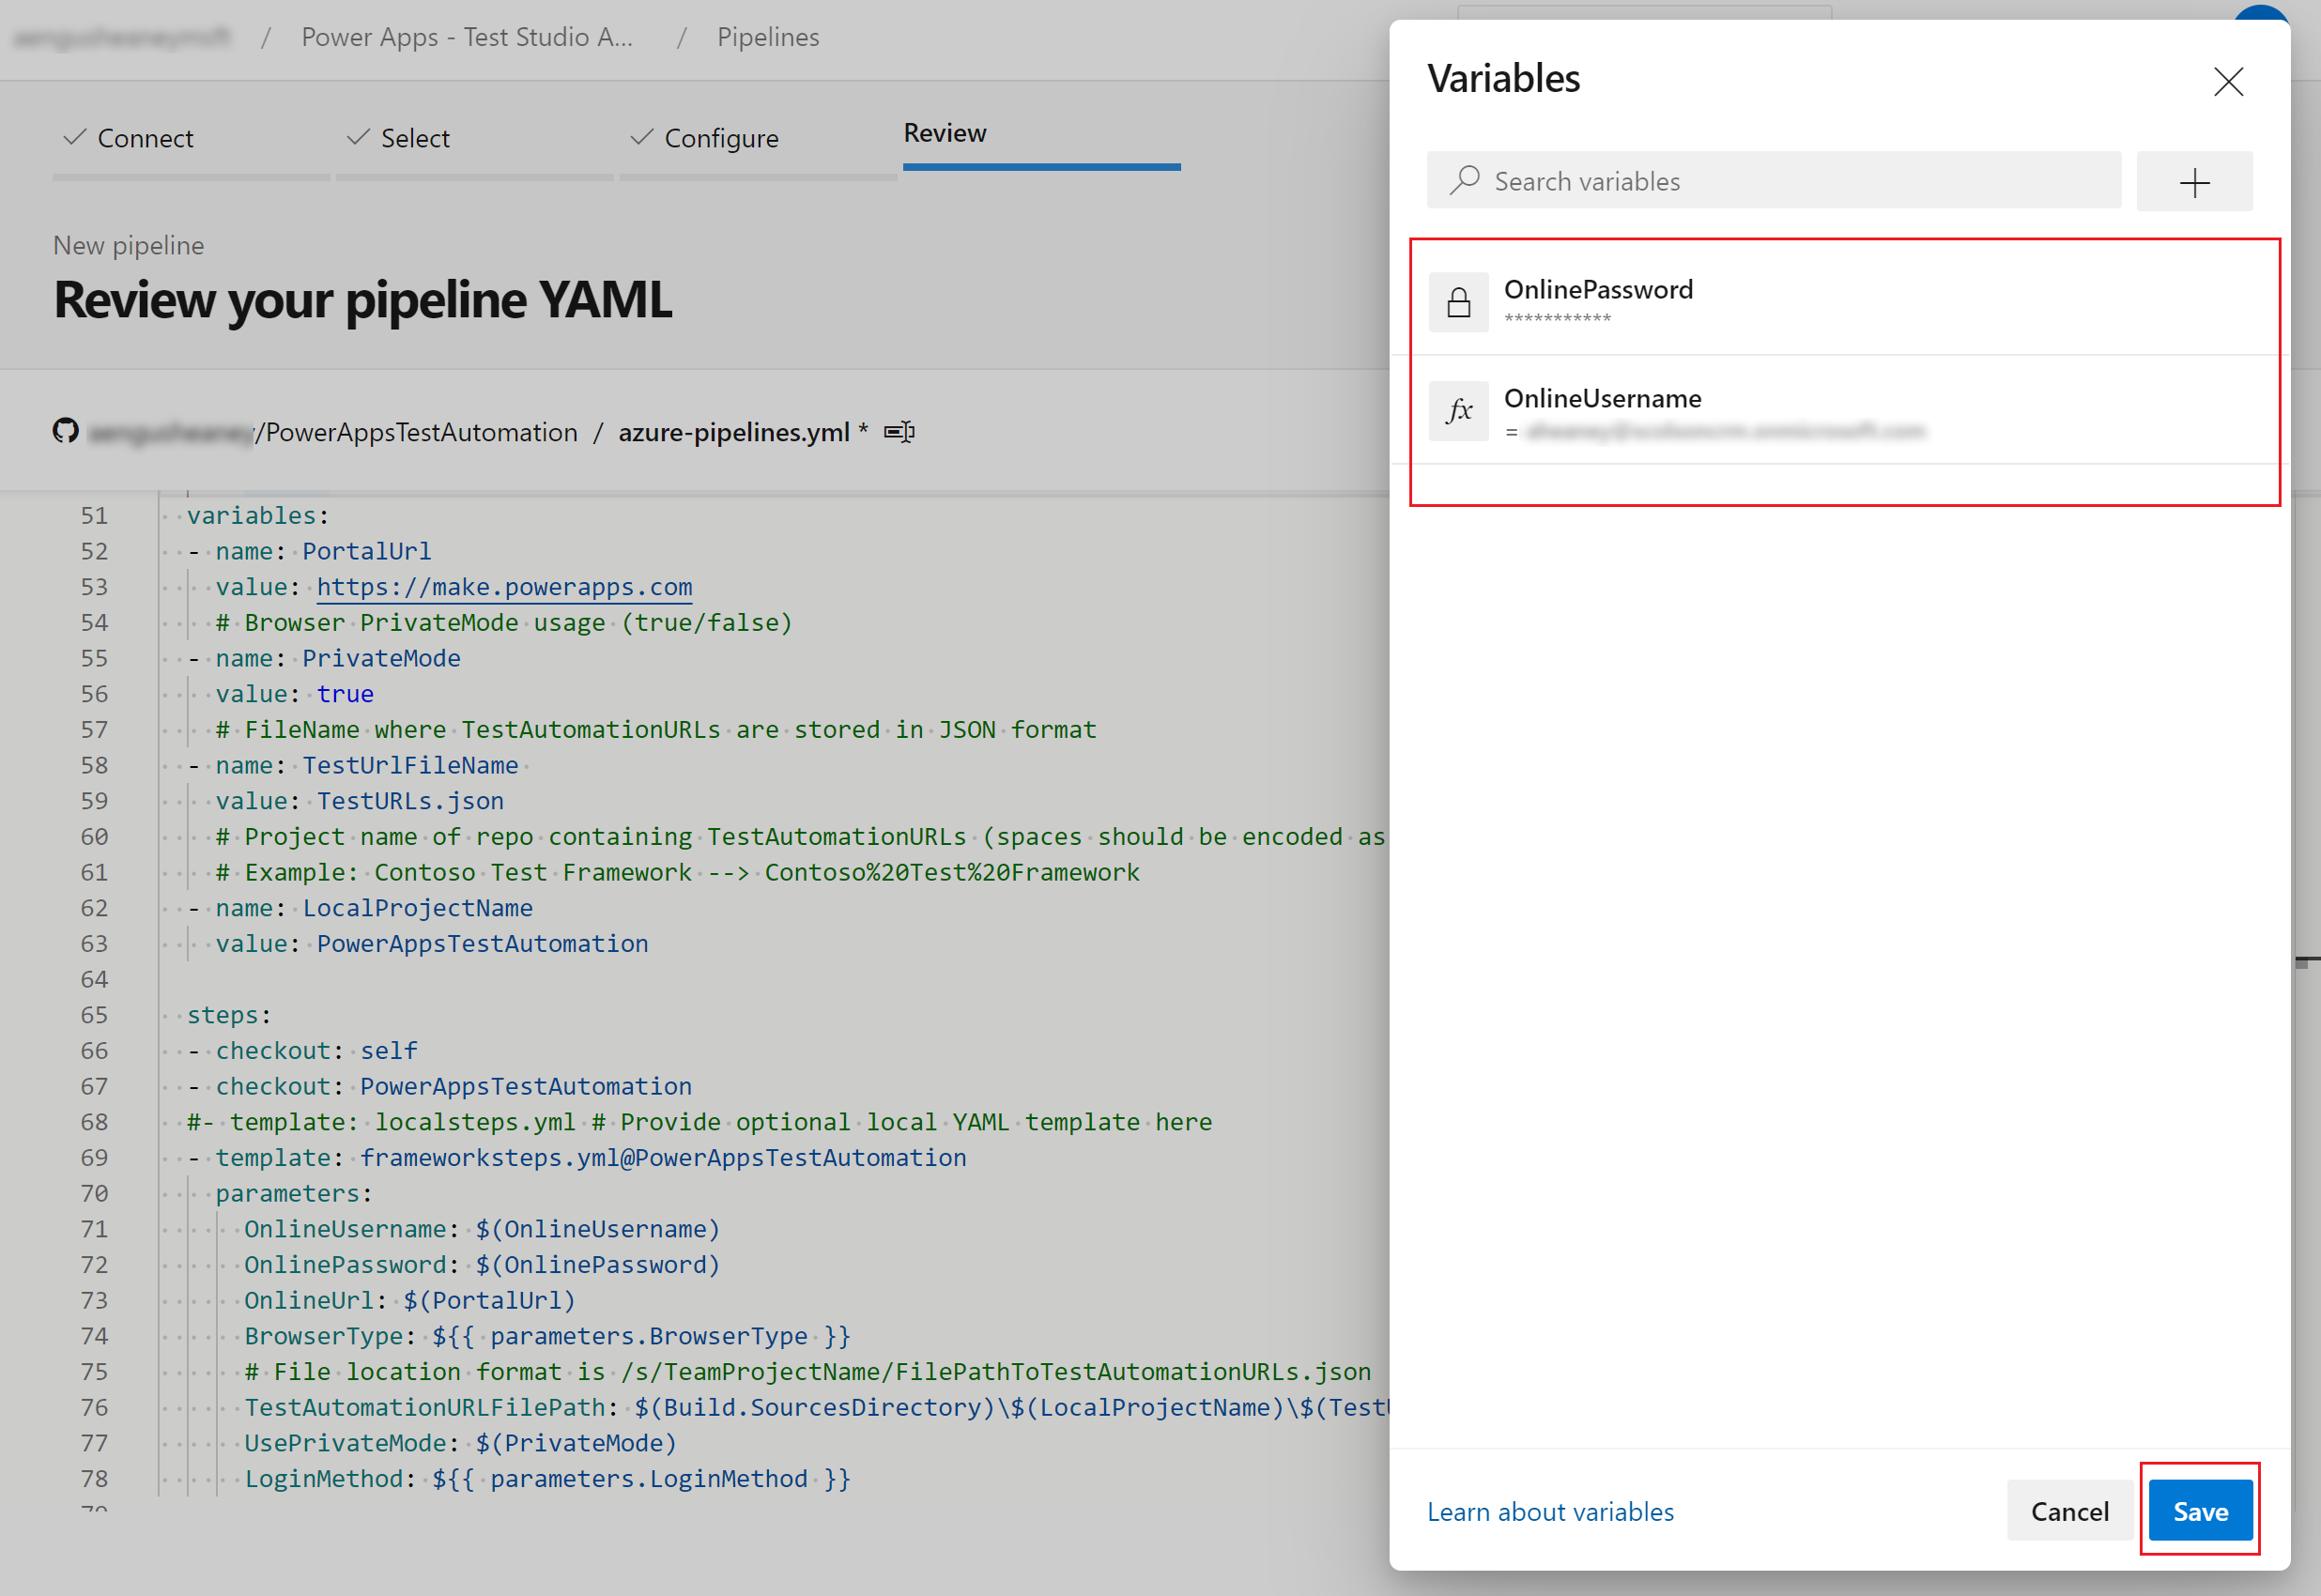 / Power Apps - Test Studio A... / Pipelines
Connect
Select
Configure
Review
New pipeline
Review your pipeline YAML
/PowerAppsTestAutomation / azure-pipelines.yml *
51 variables:
52 - name: PortalUrl
53 value: https://make.powerapps.com
54 # Browser PrivateMode usage (true/false)
55 - name: PrivateMode
56 value: true
57 # FileName where TestAutomationURLs are stored in JSON format
58 - name: TestUrlFileName
59 value: TestURLs.json
60 # Project name of repo containing TestAutomationURLs (spaces should be encoded as
61 # Example: Contoso Test Framework --> Contoso%20Test%20Framework
62 - name: LocalProjectName
63 value: PowerAppsTestAutomation
64
65 steps:
66 - checkout: self
67 - checkout: PowerAppsTestAutomation
68 #- template: localsteps.yml # Provide optional local YAML template here
69 - template: frameworksteps.yml@PowerAppsTestAutomation
70 parameters:
71 OnlineUsername: $(OnlineUsername)
72 OnlinePassword: $(OnlinePassword)
73 OnlineUrl: $(PortalUrl)
74 BrowserType: ${{ parameters.BrowserType }}
75 # File location format is /s/TeamProjectName/FilePathToTestAutomationURLs.json
76 TestAutomationURLFilePath: $(Build.SourcesDirectory)\$(LocalProjectName)\$(Test
77 UsePrivateMode: $(PrivateMode)
78 LoginMethod: ${{ parameters.LoginMethod }}
Variables
Search variables
OnlinePassword
***********
fx
OnlineUsername
=
Learn about variables
Cancel
Save